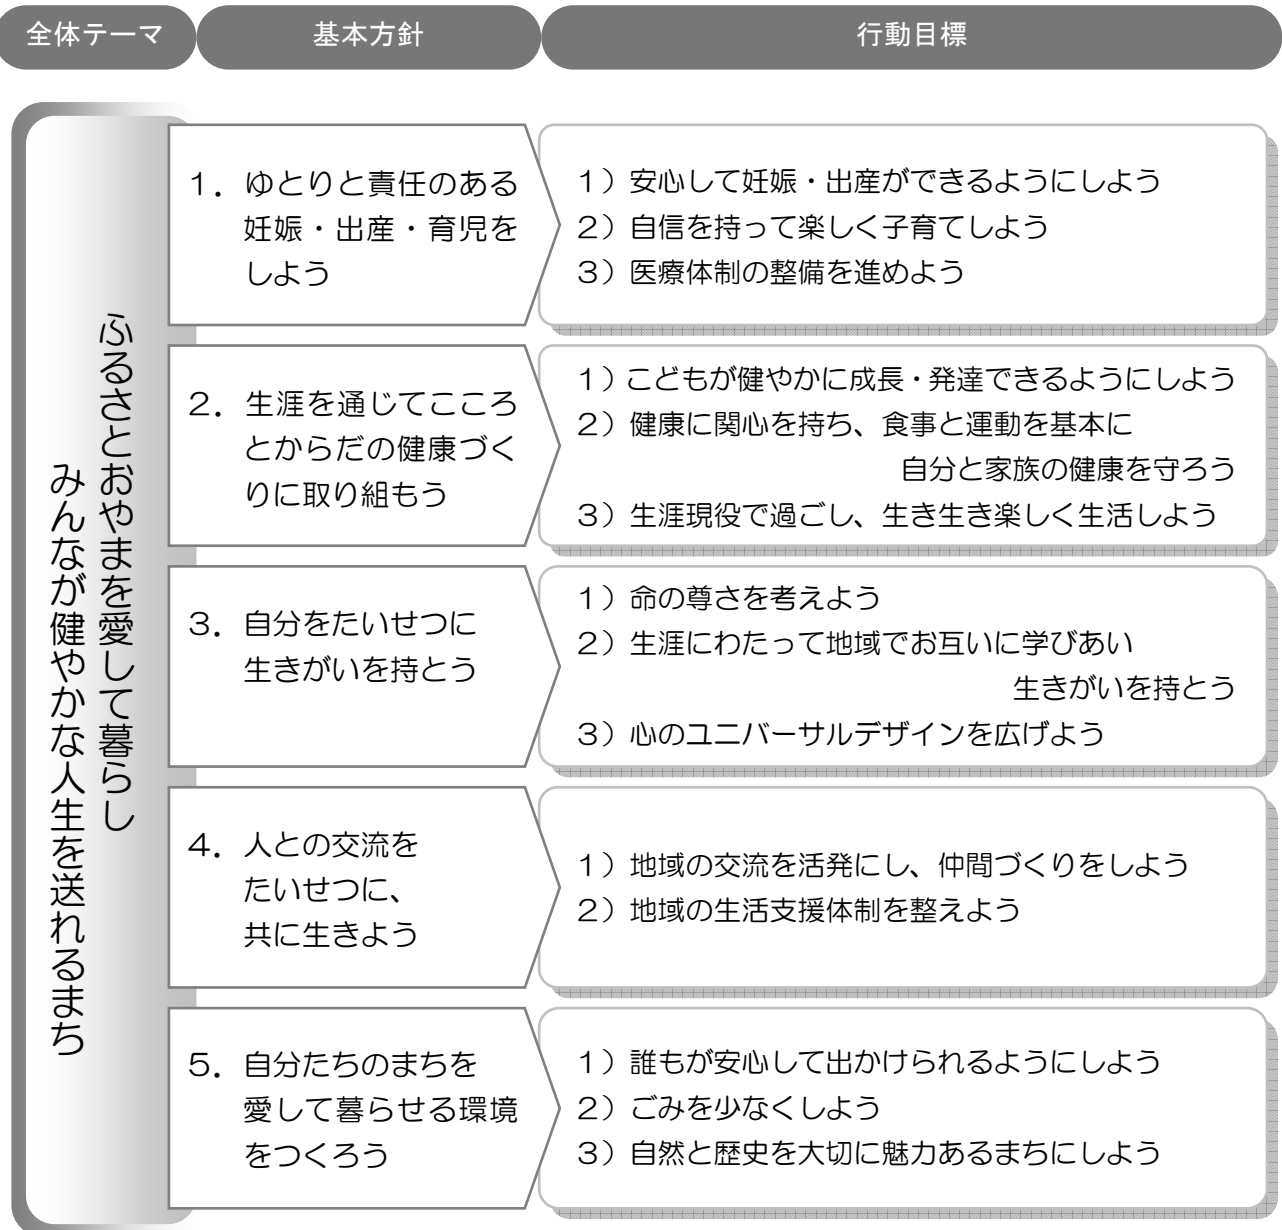 全体テーマ
基本方針
行動目標
ふるさとおやまを愛して暮らし
みんなが健やかな人生を送れるまち
１．ゆとりと責任のある
妊娠・出産・育児を
しよう
１）安心して妊娠・出産ができるようにしよう
２）自信を持って楽しく子育てしよう
３）医療体制の整備を進めよう
２．生涯を通じてこころ
とからだの健康づく
りに取り組もう
１）こどもが健やかに成長・発達できるようにしよう
２）健康に関心を持ち、食事と運動を基本に
自分と家族の健康を守ろう
３）生涯現役で過ごし、生き生き楽しく生活しよう
３．自分をたいせつに
生きがいを持とう
１）命の尊さを考えよう
２）生涯にわたって地域でお互いに学びあい
生きがいを持とう
３）心のユニバーサルデザインを広げよう
４．人との交流を
たいせつに、
共に生きよう
１）地域の交流を活発にし、仲間づくりをしよう
２）地域の生活支援体制を整えよう
５．自分たちのまちを
愛して暮らせる環境
をつくろう
１）誰もが安心して出かけられるようにしよう
２）ごみを少なくしよう
３）自然と歴史を大切に魅力あるまちにしよう